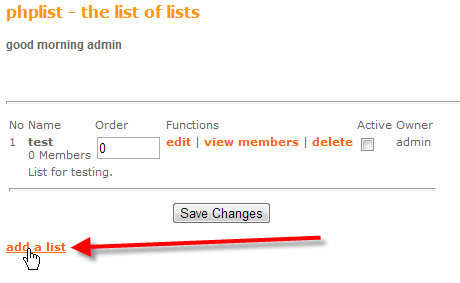 phplist - the list of lists
good morning admin
No Name Order Functions Active Owner
1 test 0 edit | view members | delete admin
0 Members
List for testing.
Save Changes
add a list